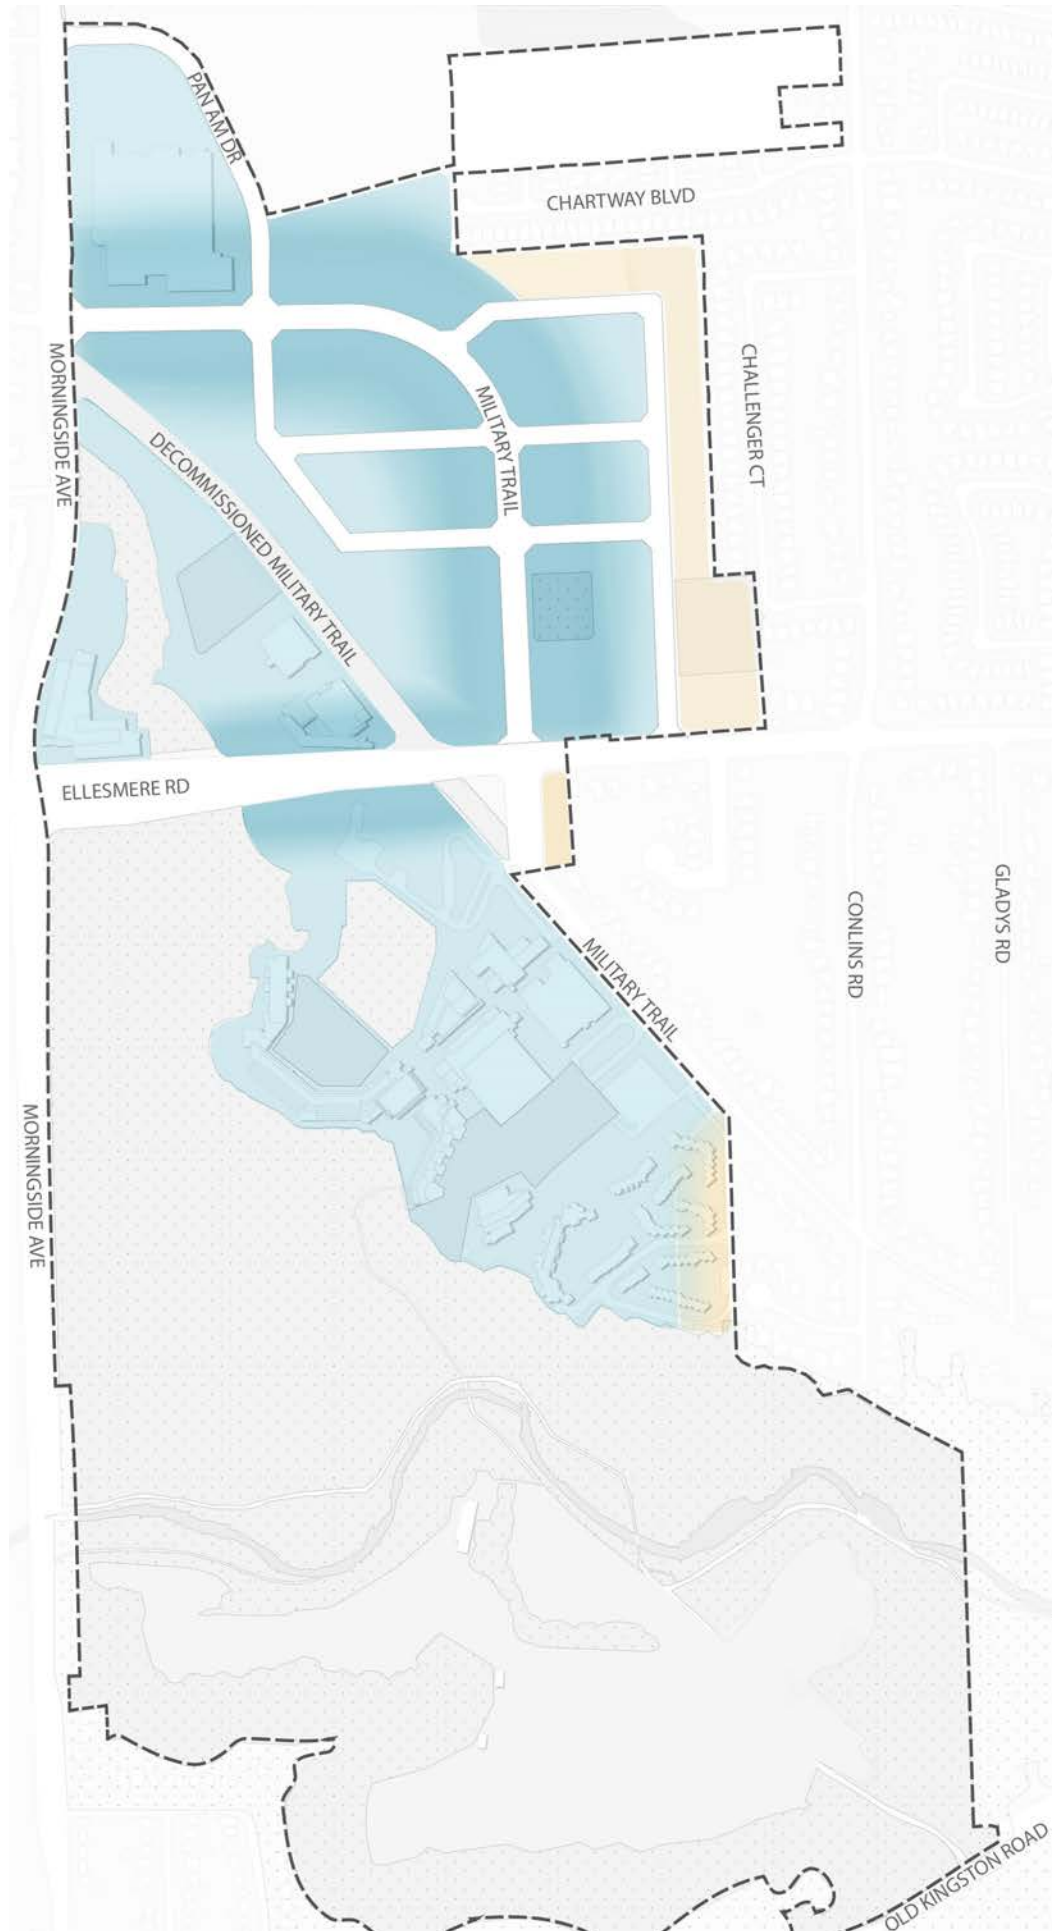 PAN AM DR
CHARTWAY BLVD
MORNINGSIDE AVE
CHALLENGER CT
MILITARY TRAIL
DECOMMISSIONED MILITARY TRAIL
ELLESMERE RD
GLADYS RD
CONLINS RD
MILITARY TRAIL
MORNINGSIDE AVE
OLD KINGSTON ROAD